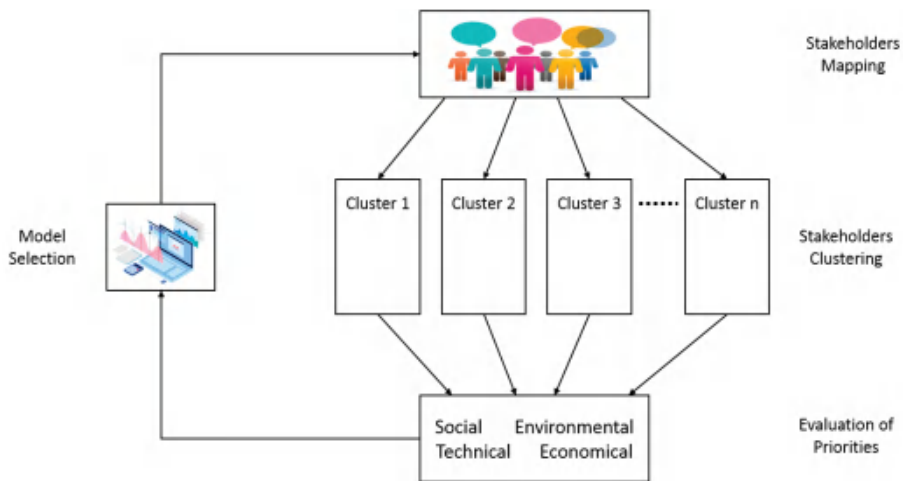 Stakeholders
Mapping
Cluster 1
Cluster 2
Cluster 3
Cluster n
Model
Selection
Stakeholders
Clustering
Social Environmental
Technical Economical
Evaluation of
Priorities